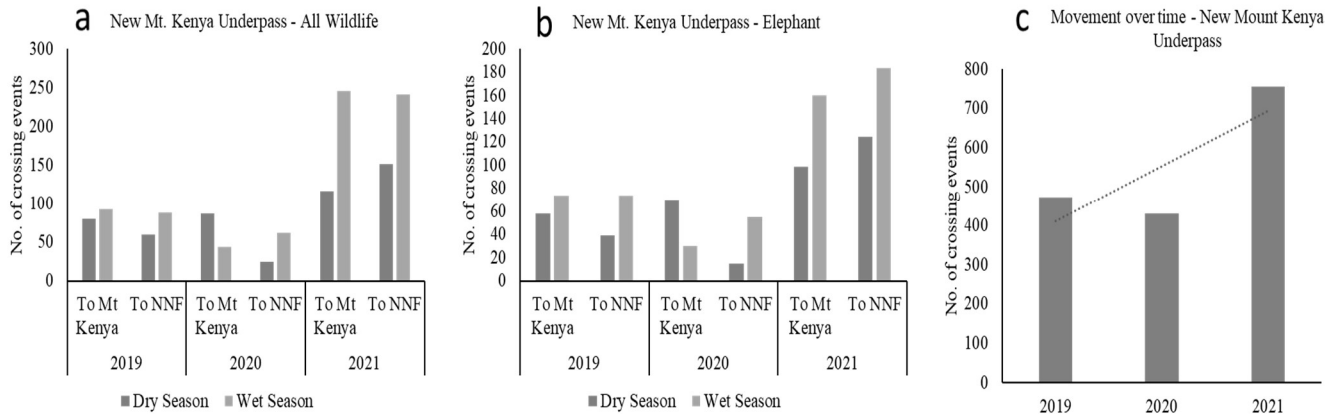 a
New Mt. Kenya Underpass - All Wildlife
No. of crossing events
300
250
200
150
100
50
0
To Mt Kenya
To NNF
To Mt Kenya
To NNF
To Mt Kenya
To NNF
2019
2020
2021
Dry Season
Wet Season
b
New Mt. Kenya Underpass - Elephant
No. of crossing events
200
180
160
140
120
100
80
60
40
20
0
To Mt Kenya
To NNF
To Mt Kenya
To NNF
To Mt Kenya
To NNF
2019
2020
2021
Dry Season
Wet Season
c
Movement over time - New Mount Kenya
Underpass
No. of crossing events
800
700
600
500
400
300
200
100
0
2019
2020
2021